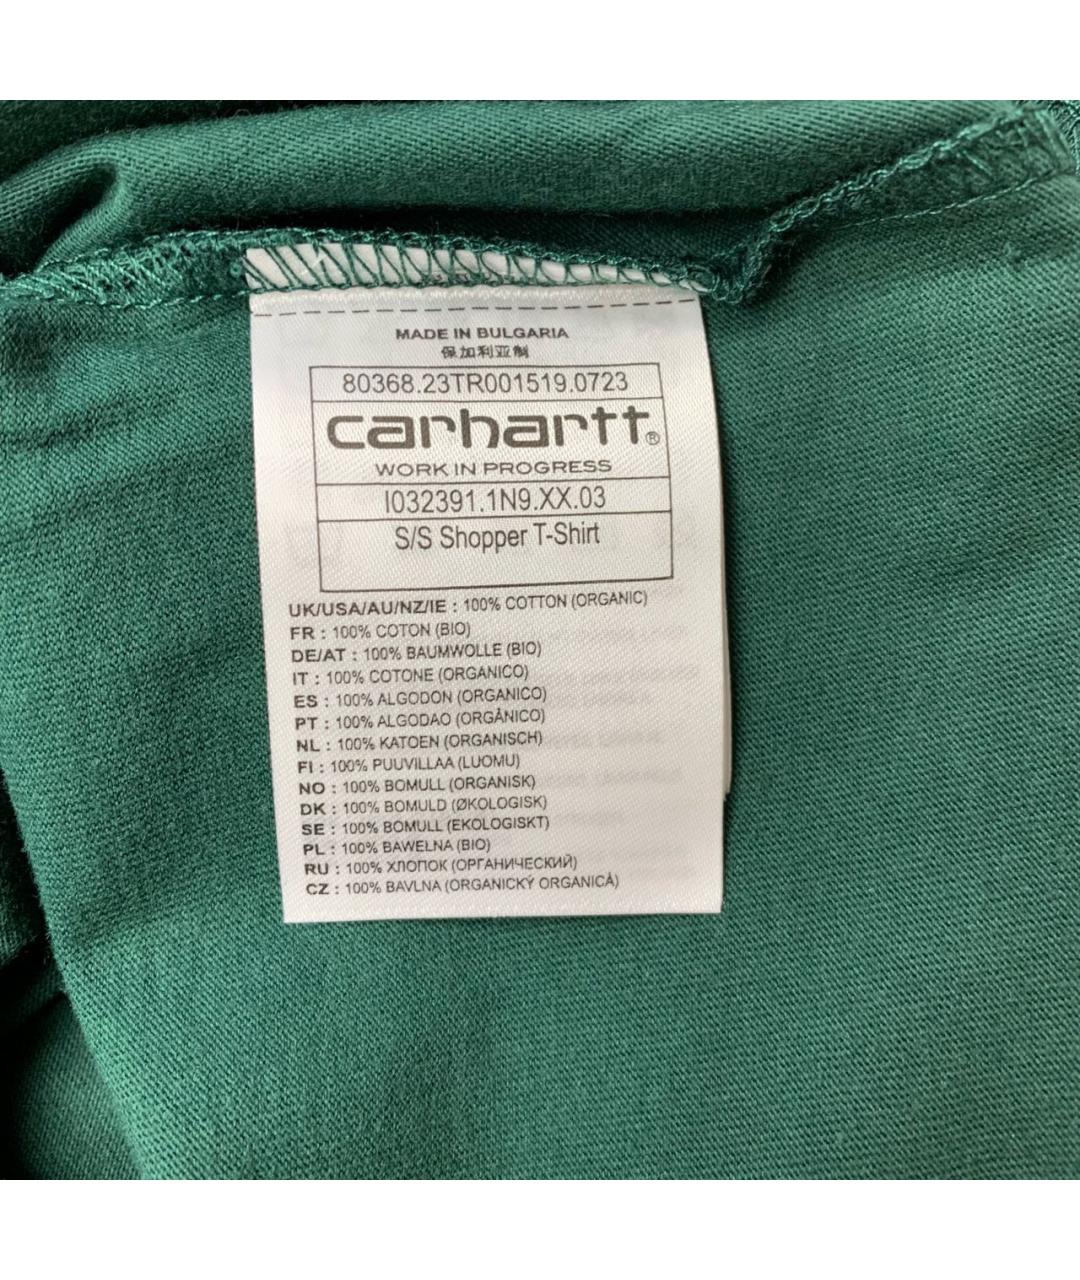 MADE IN BULGARIA
保加利亚制
80368.23TR001519.0723
carhartt®
WORK IN PROGRESS
I032391.1N9.XX.03
S/S Shopper T-Shirt
UK/USA/AU/NZ/IE : 100% COTTON (ORGANIC)
FR : 100% COTON (BIO)
DE/AT : 100% BAUMWOLLE (BIO)
IT : 100% COTONE (ORGANICO)
ES : 100% ALGODON (ORGANICO)
PT : 100% ALGODAO (ORGÂNICO)
NL : 100% KATOEN (ORGANISCH)
FI : 100% PUUVILLAA (LUOMU)
NO : 100% BOMULL (ORGANISK)
DK : 100% BOMULD (ØKOLOGISK)
SE : 100% BOMULL (EKOLOGISKT)
PL : 100% BAWEŁNA (BIO)
RU : 100% ХЛОПОК (ОРГАНИЧЕСКИЙ)
CZ : 100% BAVLNA (ORGANICKÝ ORGANICÁ)